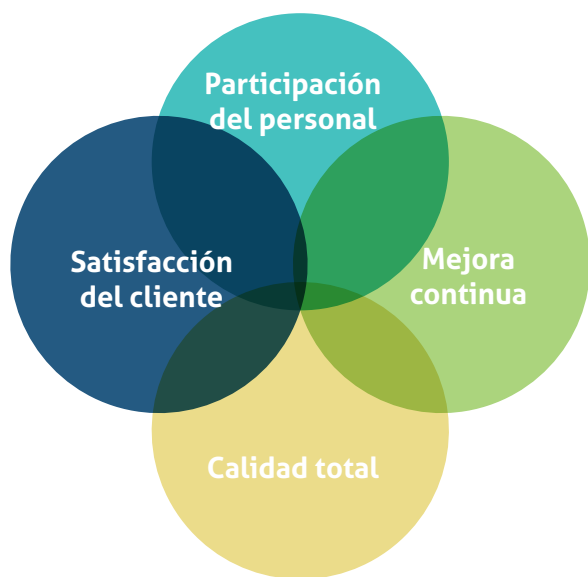 Participación
del personal
Satisfacción
del cliente
Mejora
continua
Calidad total